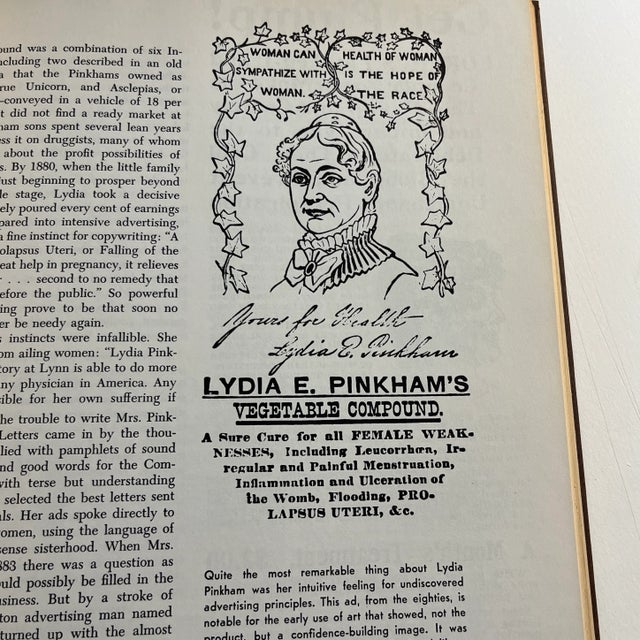 ound was a combination of six In-
cluding two described in an old
a that the Pinkhams owned as
rue Unicorn, and Asclepias, or
—conveyed in a vehicle of 18 per
t did not find a ready market at
ham sons spent several lean years
ess it on druggists, many of whom
about the profit possibilities of
s. By 1880, when the little family
just beginning to prosper beyond
le stage, Lydia took a decisive
ely poured every cent of earnings
pared into intensive advertising,
a fine instinct for copywriting: “A
olapsus Uteri, or Falling of the
eat help in pregnancy, it relieves
. . . second to no remedy that
efore the public.” So powerful
ing prove to be that soon no
er be needy again.
s instincts were infallible. She
om ailing women: “Lydia Pink-
tory at Lynn is able to do more
any physician in America. Any
sible for her own suffering if
he trouble to write Mrs. Pink-
Letters came in by the thou-
lied with pamphlets of sound
nd good words for the Com-
with terse but understanding
selected the best letters sent
als. Her ads spoke directly to
omen, using the language of
sense sisterhood. When Mrs.
883 there was a question as
ould possibly be filled in the
usiness. But by a stroke of
ton advertising man named
turned up with the almost
WOMAN CAN
SYMPATHIZE WITH
WOMAN.
HEALTH OF WOMAN
IS THE HOPE OF
THE RACE
Yours for Health
Lydia E. Pinkham
LYDIA E. PINKHAM'S
VEGETABLE COMPOUND.
A Sure Cure for all FEMALE WEAK-
NESSES, Including Leucorrhœa, Ir-
regular and Painful Menstruation,
Inflammation and Ulceration of
the Womb, Flooding, PRO-
LAPSUS UTERI, &c.
Quite the most remarkable thing about Lydia
Pinkham was her intuitive feeling for undiscovered
advertising principles. This ad, from the eighties, is
notable for the early use of art that showed, not the
product, but a confidence-building image. It was